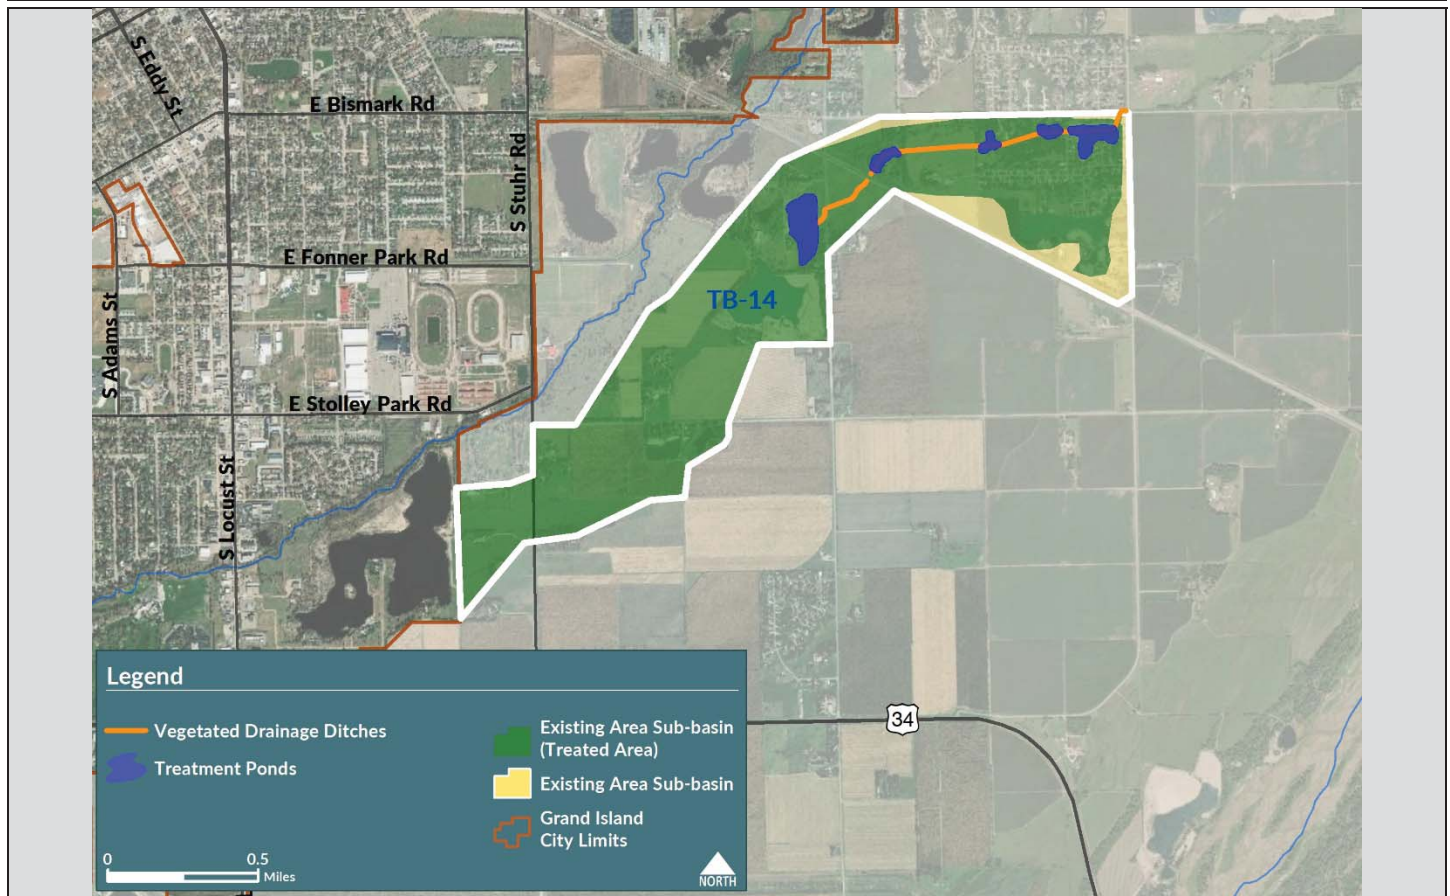 S Eddy St
E Bismark Rd
S Stuhr Rd
E Fonner Park Rd
TB-14
S Adams St
E Stolley Park Rd
S Locust St
34
Legend
Vegetated Drainage Ditches
Treatment Ponds
Existing Area Sub-basin
(Treated Area)
Existing Area Sub-basin
Grand Island
City Limits
0 0.5
Miles
NORTH